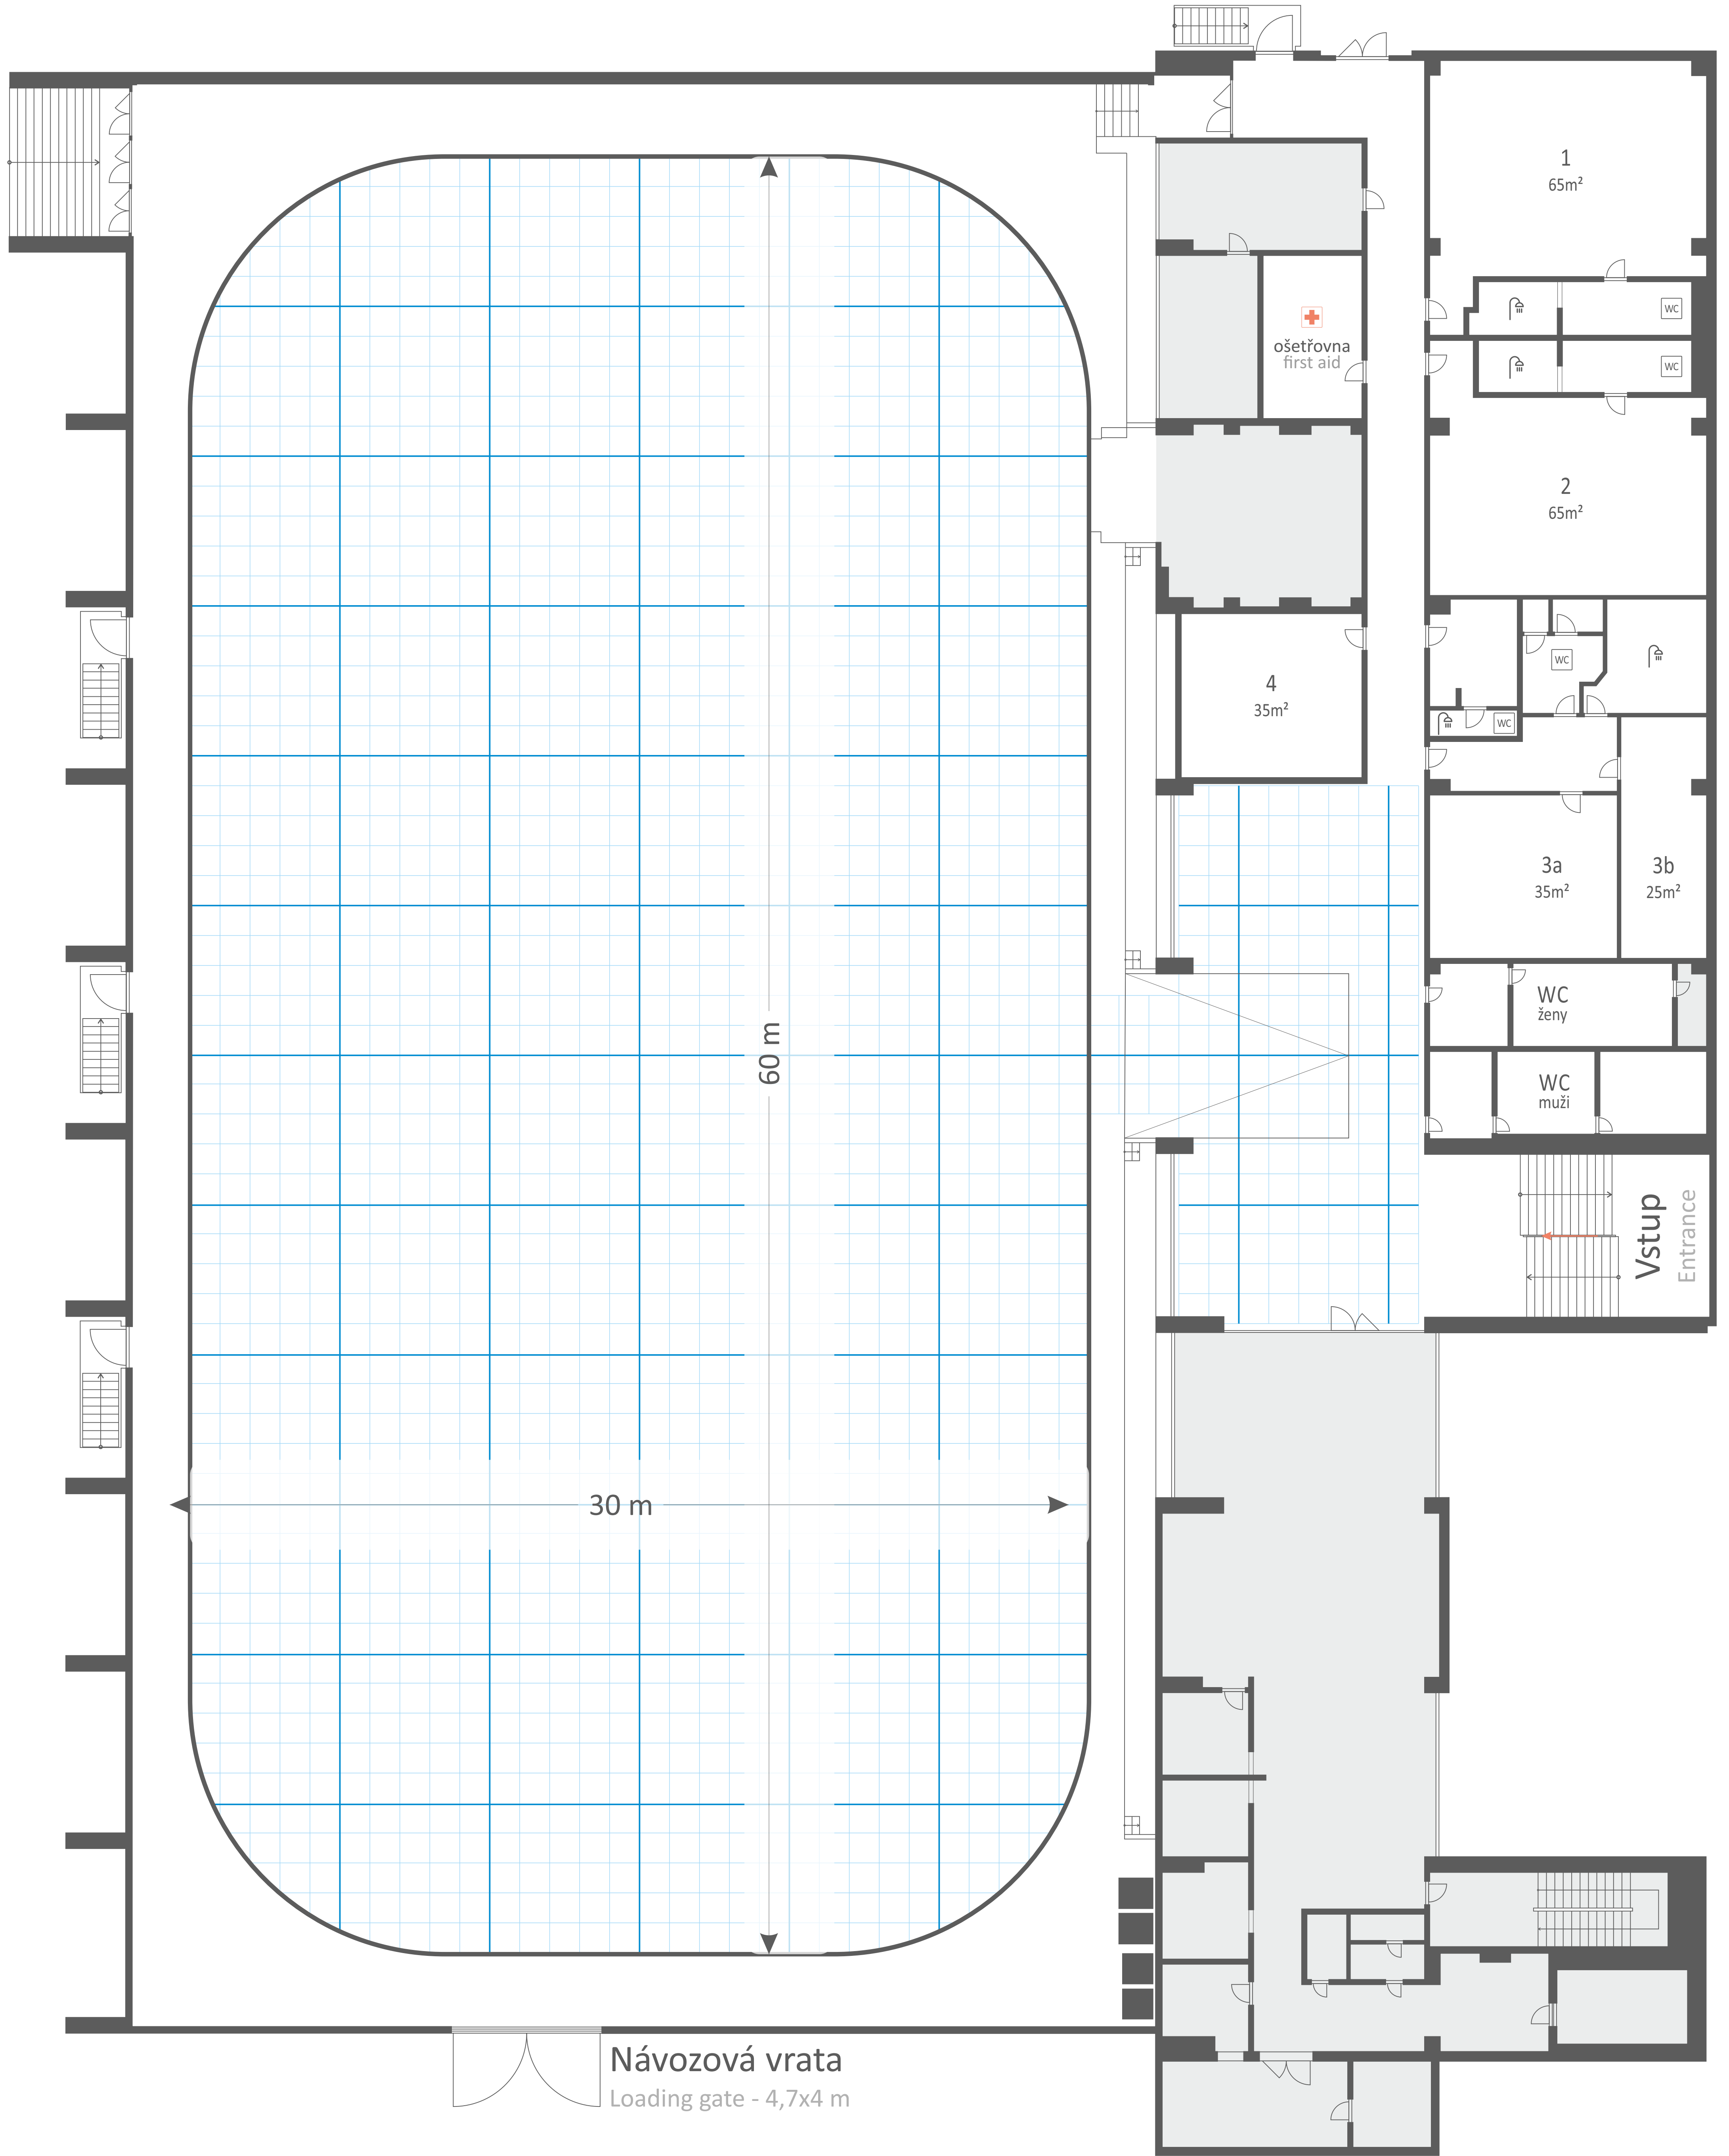 1
65m²
WC
ošetřovna
first aid
WC
2
65m²
WC
4
35m²
WC
3a
35m²
3b
25m²
WC
ženy
60 m
WC
muži
Vstup
Entrance
30 m
Návozová vrata
Loading gate - 4,7x4 m